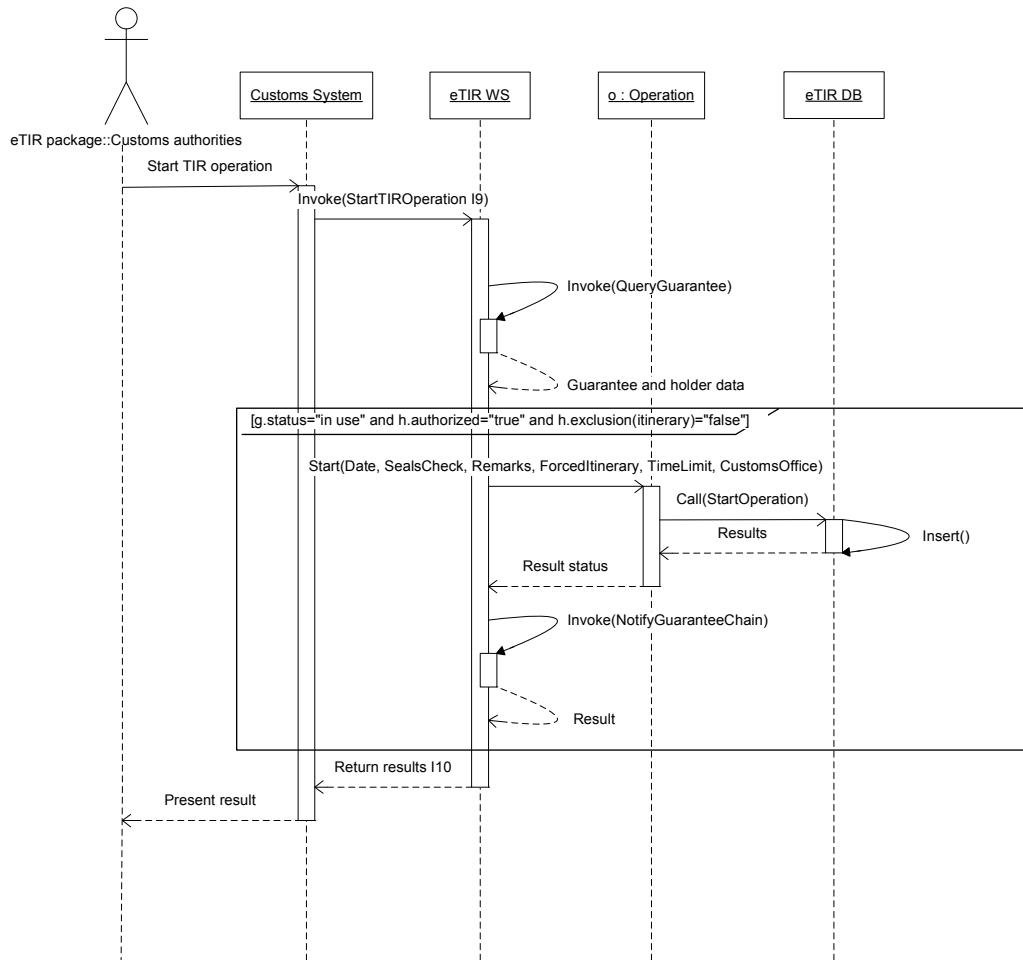 Customs System
eTIR WS
o : Operation
eTIR DB
eTIR package::Customs authorities
Start TIR operation
Invoke(StartTIROperation I9)
Invoke(QueryGuarantee)
Guarantee and holder data
[g.status="in use" and h.authorized="true" and h.exclusion(itinerary)="false"]
Start(Date, SealsCheck, Remarks, ForcedItinerary, TimeLimit, CustomsOffice)
Call(StartOperation)
Results
Insert()
Result status
Invoke(NotifyGuaranteeChain)
Result
Return results I10
Present result